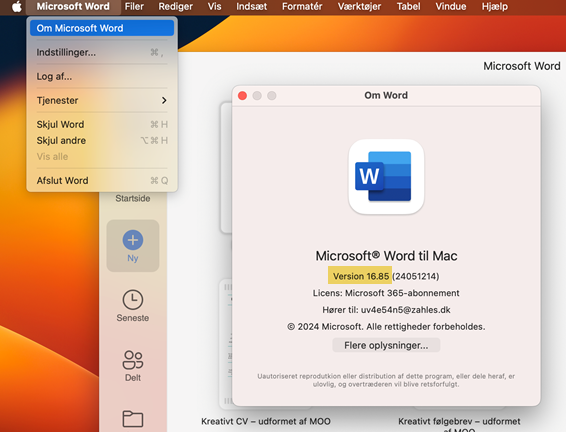 Microsoft Word Filer Rediger Vis Indsæt Formatér Værktøjer Tabel Vindue Hjælp
Om Microsoft Word
Indstillinger... ⌘ ,
Log af...
Tjenester
Skjul Word ⌘ H
Skjul andre ⌥⌘ H
Vis alle
Afslut Word ⌘ Q
Startside
Ny
Seneste
Delt
Microsoft Word
Om Word
W
Microsoft® Word til Mac
Version 16.85 (24051214)
Licens: Microsoft 365-abonnement
Hører til: uv4e54n5@zahles.dk
© 2024 Microsoft. Alle rettigheder forbeholdes.
Flere oplysninger...
Uautoriseret reprodutkion eller distribution af dette program, eller dele heraf, er
ulovlig, og overtræderen vil blive retsforfulgt.
Kreativt CV – udformet af MOO
Kreativt følgebrev – udformet
af MOO